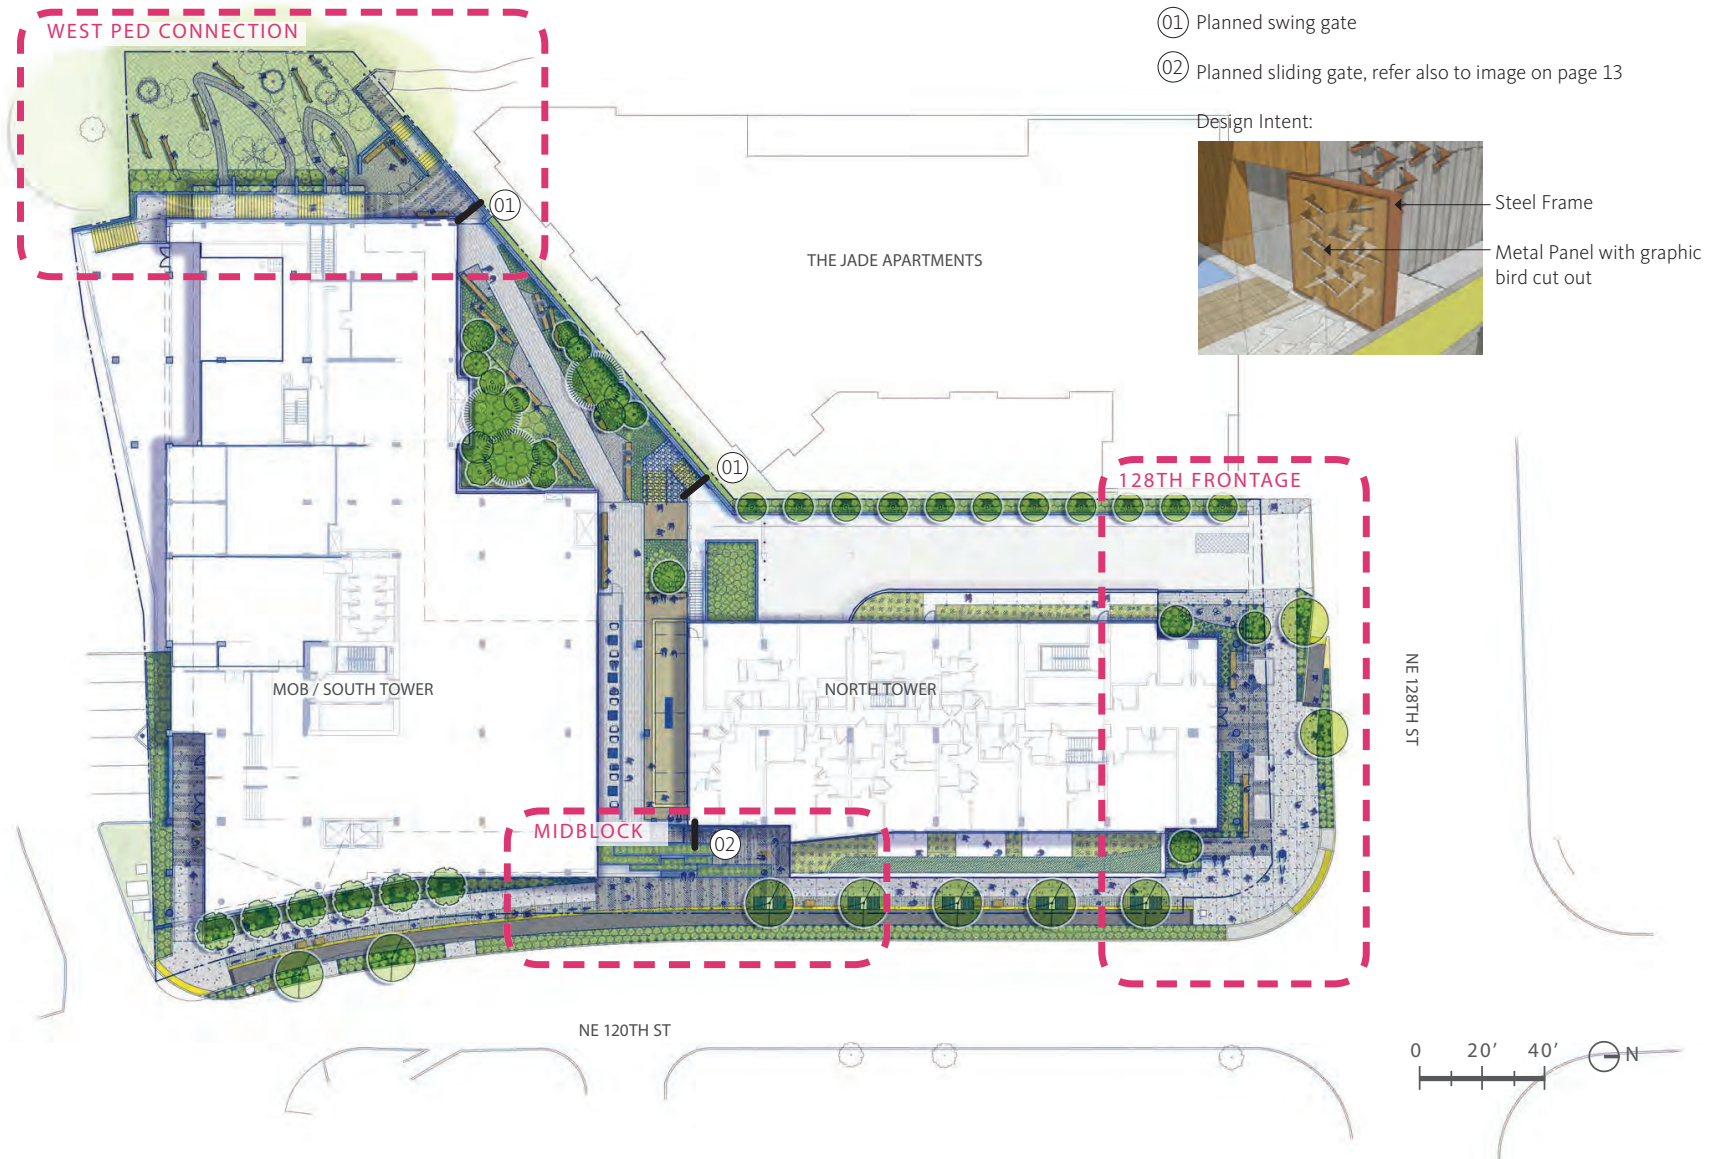 WEST PED CONNECTION
01 Planned swing gate
02 Planned sliding gate, refer also to image on page 13
Design Intent:
Steel Frame
Metal Panel with graphic
bird cut out
01
THE JADE APARTMENTS
01
128TH FRONTAGE
MOB / SOUTH TOWER
NORTH TOWER
NE 128TH ST
MIDBLOCK
02
NE 120TH ST
0 20' 40'
N